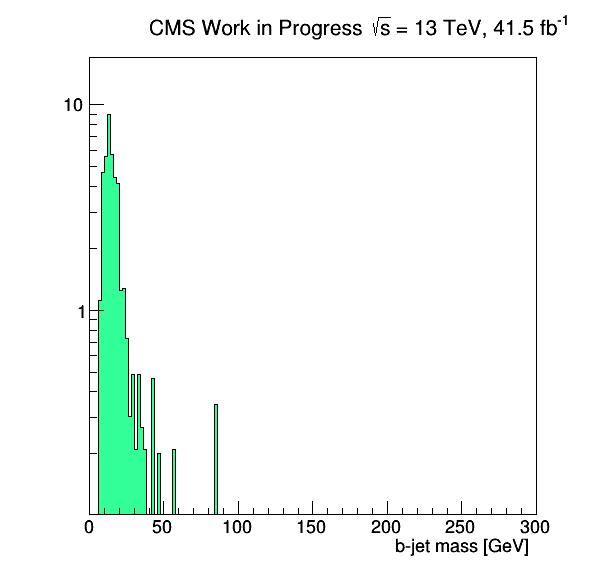 CMS Work in Progress √s = 13 TeV, 41.5 fb⁻¹
10
1
0 50 100 150 200 250 300
b-jet mass [GeV]